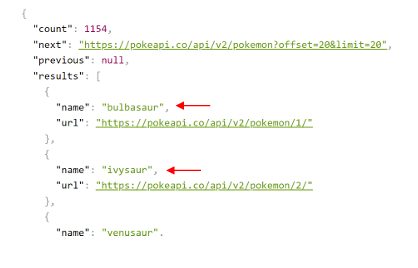 {
"count": 1154,
"next": "https://pokeapi.co/api/v2/pokemon?offset=20&limit=20",
"previous": null,
"results": [
{
"name": "bulbasaur",
"url": "https://pokeapi.co/api/v2/pokemon/1/"
},
{
"name": "ivysaur",
"url": "https://pokeapi.co/api/v2/pokemon/2/"
},
{
"name": "venusaur".